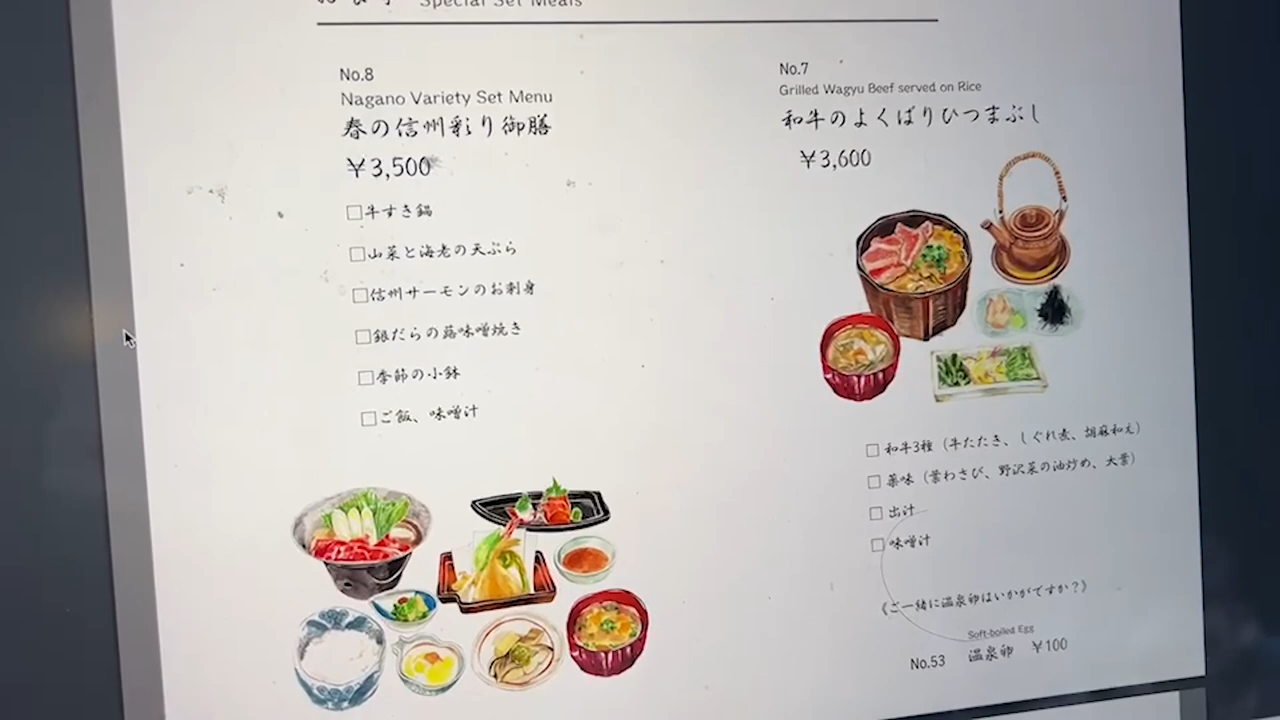 Special Set Meals
No.8
Nagano Variety Set Menu
春の信州彩り御膳
￥3,500
□牛すき鍋
□山菜と海老の天ぷら
□信州サーモンのお刺身
□銀だらの蕗味噌焼き
□季節の小鉢
□ご飯、味噌汁
No.7
Grilled Wagyu Beef served on Rice
和牛のよくばりひつまぶし
￥3,600
□ 和牛3種（牛たたき、しぐれ煮、胡麻和え）
□ 薬味（葉わさび、野沢菜の油炒め、大葉）
□ 出汁
□ 味噌汁
《ご一緒に温泉卵はいかがですか？》
Soft-boiled Egg
No.53 温泉卵 ￥100